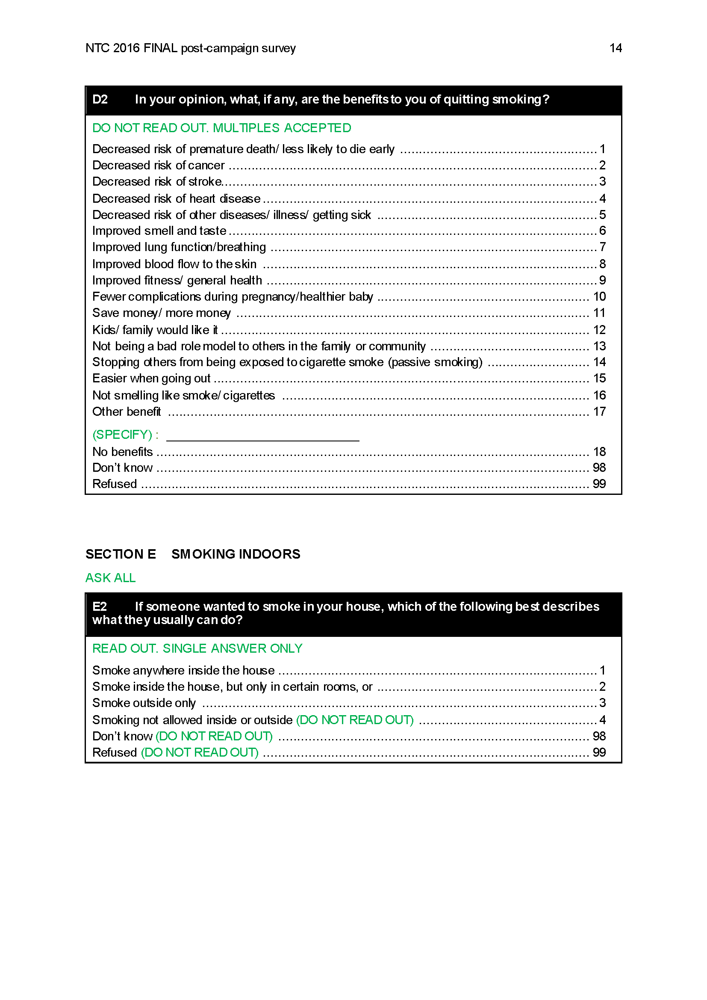 NTC 2016 FINAL post-campaign survey 14
D2 In your opinion, what, if any, are the benefits to you of quitting smoking?
DO NOT READ OUT. MULTIPLES ACCEPTED
Decreased risk of premature death/ less likely to die early ........ 1
Decreased risk of cancer ........ 2
Decreased risk of stroke........ 3
Decreased risk of heart disease ........ 4
Decreased risk of other diseases/ illness/ getting sick ........ 5
Improved smell and taste ........ 6
Improved lung function/breathing ........ 7
Improved blood flow to the skin ........ 8
Improved fitness/ general health ........ 9
Fewer complications during pregnancy/healthier baby ........ 10
Save money/ more money ........ 11
Kids/ family would like it ........ 12
Not being a bad role model to others in the family or community ........ 13
Stopping others from being exposed to cigarette smoke (passive smoking) ........ 14
Easier when going out ........ 15
Not smelling like smoke/ cigarettes ........ 16
Other benefit ........ 17
(SPECIFY) : ____________________
No benefits ........ 18
Don’t know ........ 98
Refused ........ 99
SECTION E SMOKING INDOORS
ASK ALL
E2 If someone wanted to smoke in your house, which of the following best describes
what they usually can do?
READ OUT. SINGLE ANSWER ONLY
Smoke anywhere inside the house ........ 1
Smoke inside the house, but only in certain rooms, or ........ 2
Smoke outside only ........ 3
Smoking not allowed inside or outside (DO NOT READ OUT) ........ 4
Don’t know (DO NOT READ OUT) ........ 98
Refused (DO NOT READ OUT) ........ 99